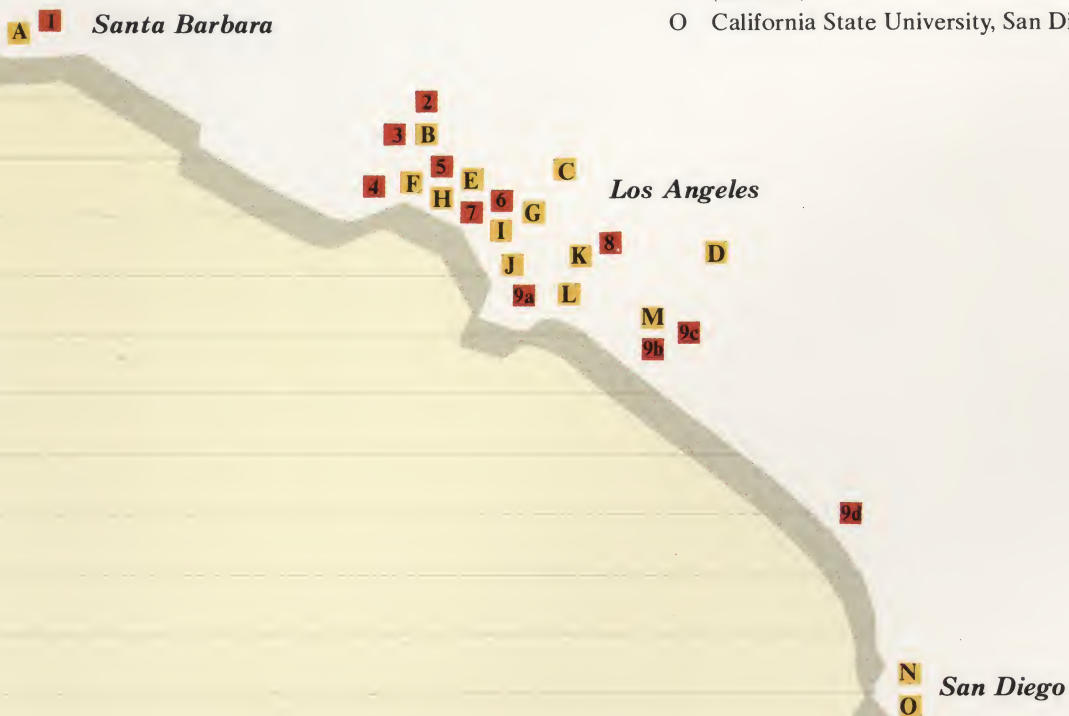 A 1 Santa Barbara
O California State University, San Di
2
3 B
5
4 F H E C
7 6 G Los Angeles
I
J K 8 D
9a L
M
9b 9c
9d
N San Diego
O